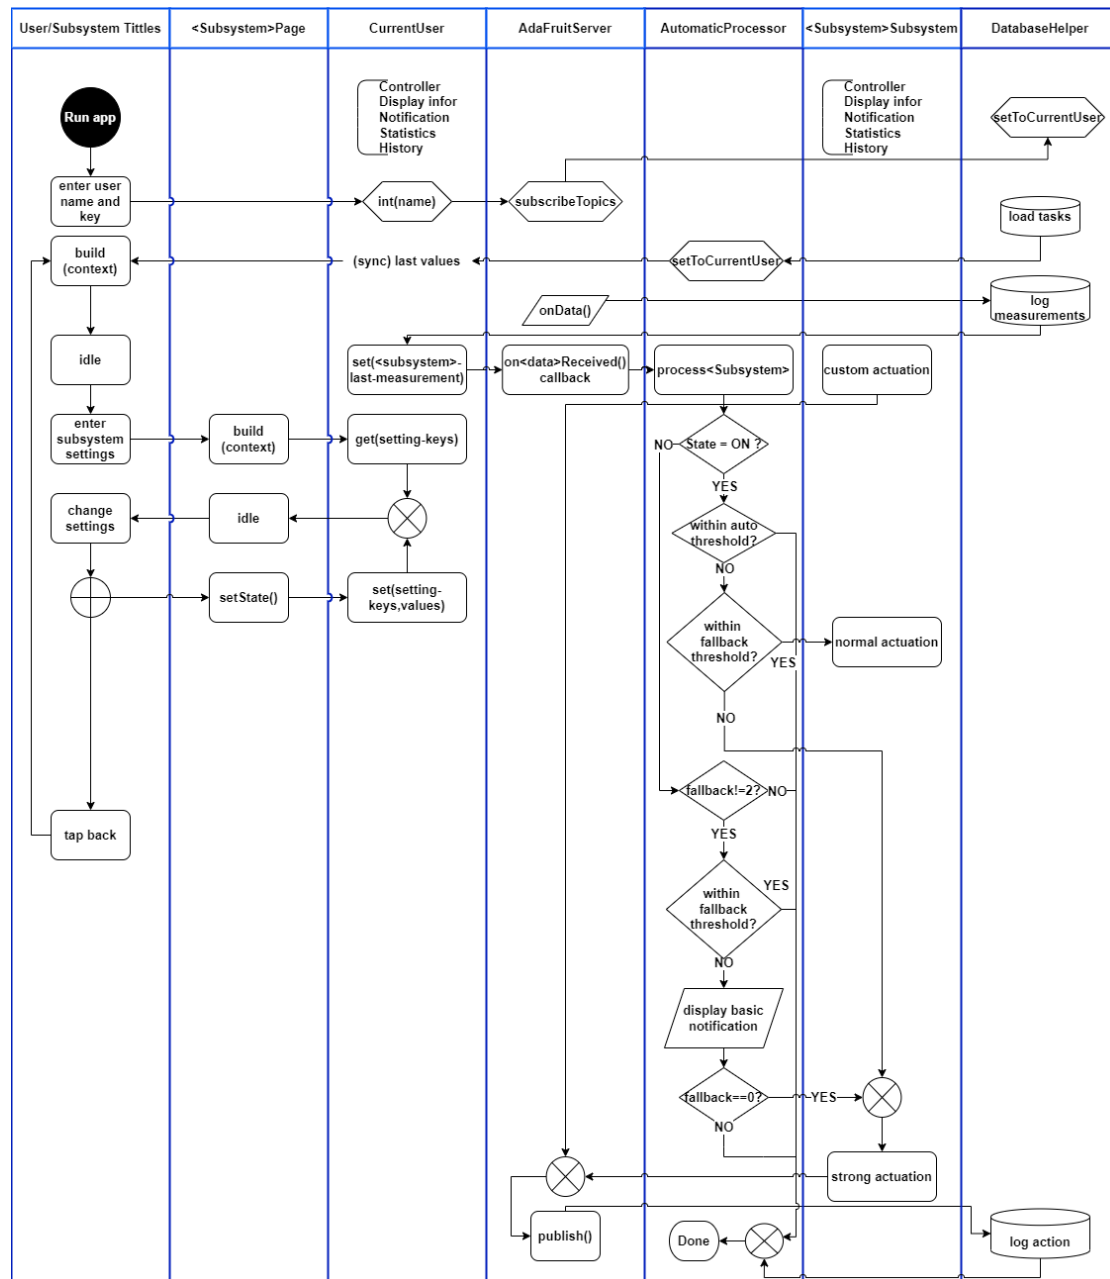 User/Subsystem Tittles
<Subsystem>Page
CurrentUser
AdaFruitServer
AutomaticProcessor
<Subsystem>Subsystem
DatabaseHelper
Run app
Controller
Display infor
Notification
Statistics
History
Controller
Display infor
Notification
Statistics
History
setToCurrentUser
enter user
name and
key
int(name)
subscribeTopics
load tasks
build
(context)
(sync) last values
setToCurrentUser
onData()
log
measurements
idle
set(<subsystem>-
last-measurement)
on<data>Received()
callback
process<Subsystem>
custom actuation
enter
subsystem
settings
build
(context)
get(setting-keys)
NO
State = ON ?
YES
change
settings
idle
within auto
threshold?
NO
setState()
set(setting-
keys,values)
within
fallback
threshold?
YES
normal actuation
NO
fallback!=2?
NO
YES
tap back
within
fallback
threshold?
YES
NO
display basic
notification
fallback==0?
YES
NO
strong actuation
publish()
Done
log action